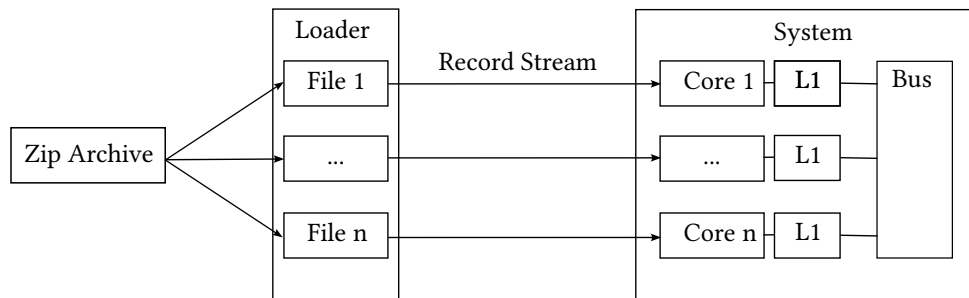 Loader
System
Record Stream
File 1
Core 1
L1
Bus
Zip Archive
...
...
L1
File n
Core n
L1